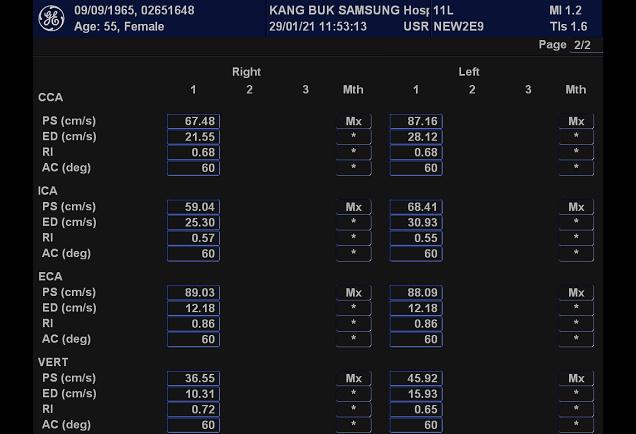 09/09/1965, 02651648 KANG BUK SAMSUNG Hosp 11L MI 1.2
Age: 55, Female 29/01/21 11:53:13 USR NEW2E9 TIs 1.6
Page 2/2
Right Left
1 2 3 Mth 1 2 3 Mth
CCA
PS (cm/s) 67.48 Mx 87.16 Mx
ED (cm/s) 21.55 * 28.12 *
RI 0.68 * 0.68 *
AC (deg) 60 * 60 *
ICA
PS (cm/s) 59.04 Mx 68.41 Mx
ED (cm/s) 25.30 * 30.93 *
RI 0.57 * 0.55 *
AC (deg) 60 * 60 *
ECA
PS (cm/s) 89.03 Mx 88.09 Mx
ED (cm/s) 12.18 * 12.18 *
RI 0.86 * 0.86 *
AC (deg) 60 * 60 *
VERT
PS (cm/s) 36.55 Mx 45.92 Mx
ED (cm/s) 10.31 * 15.93 *
RI 0.72 * 0.65 *
AC (deg) 60 * 60 *